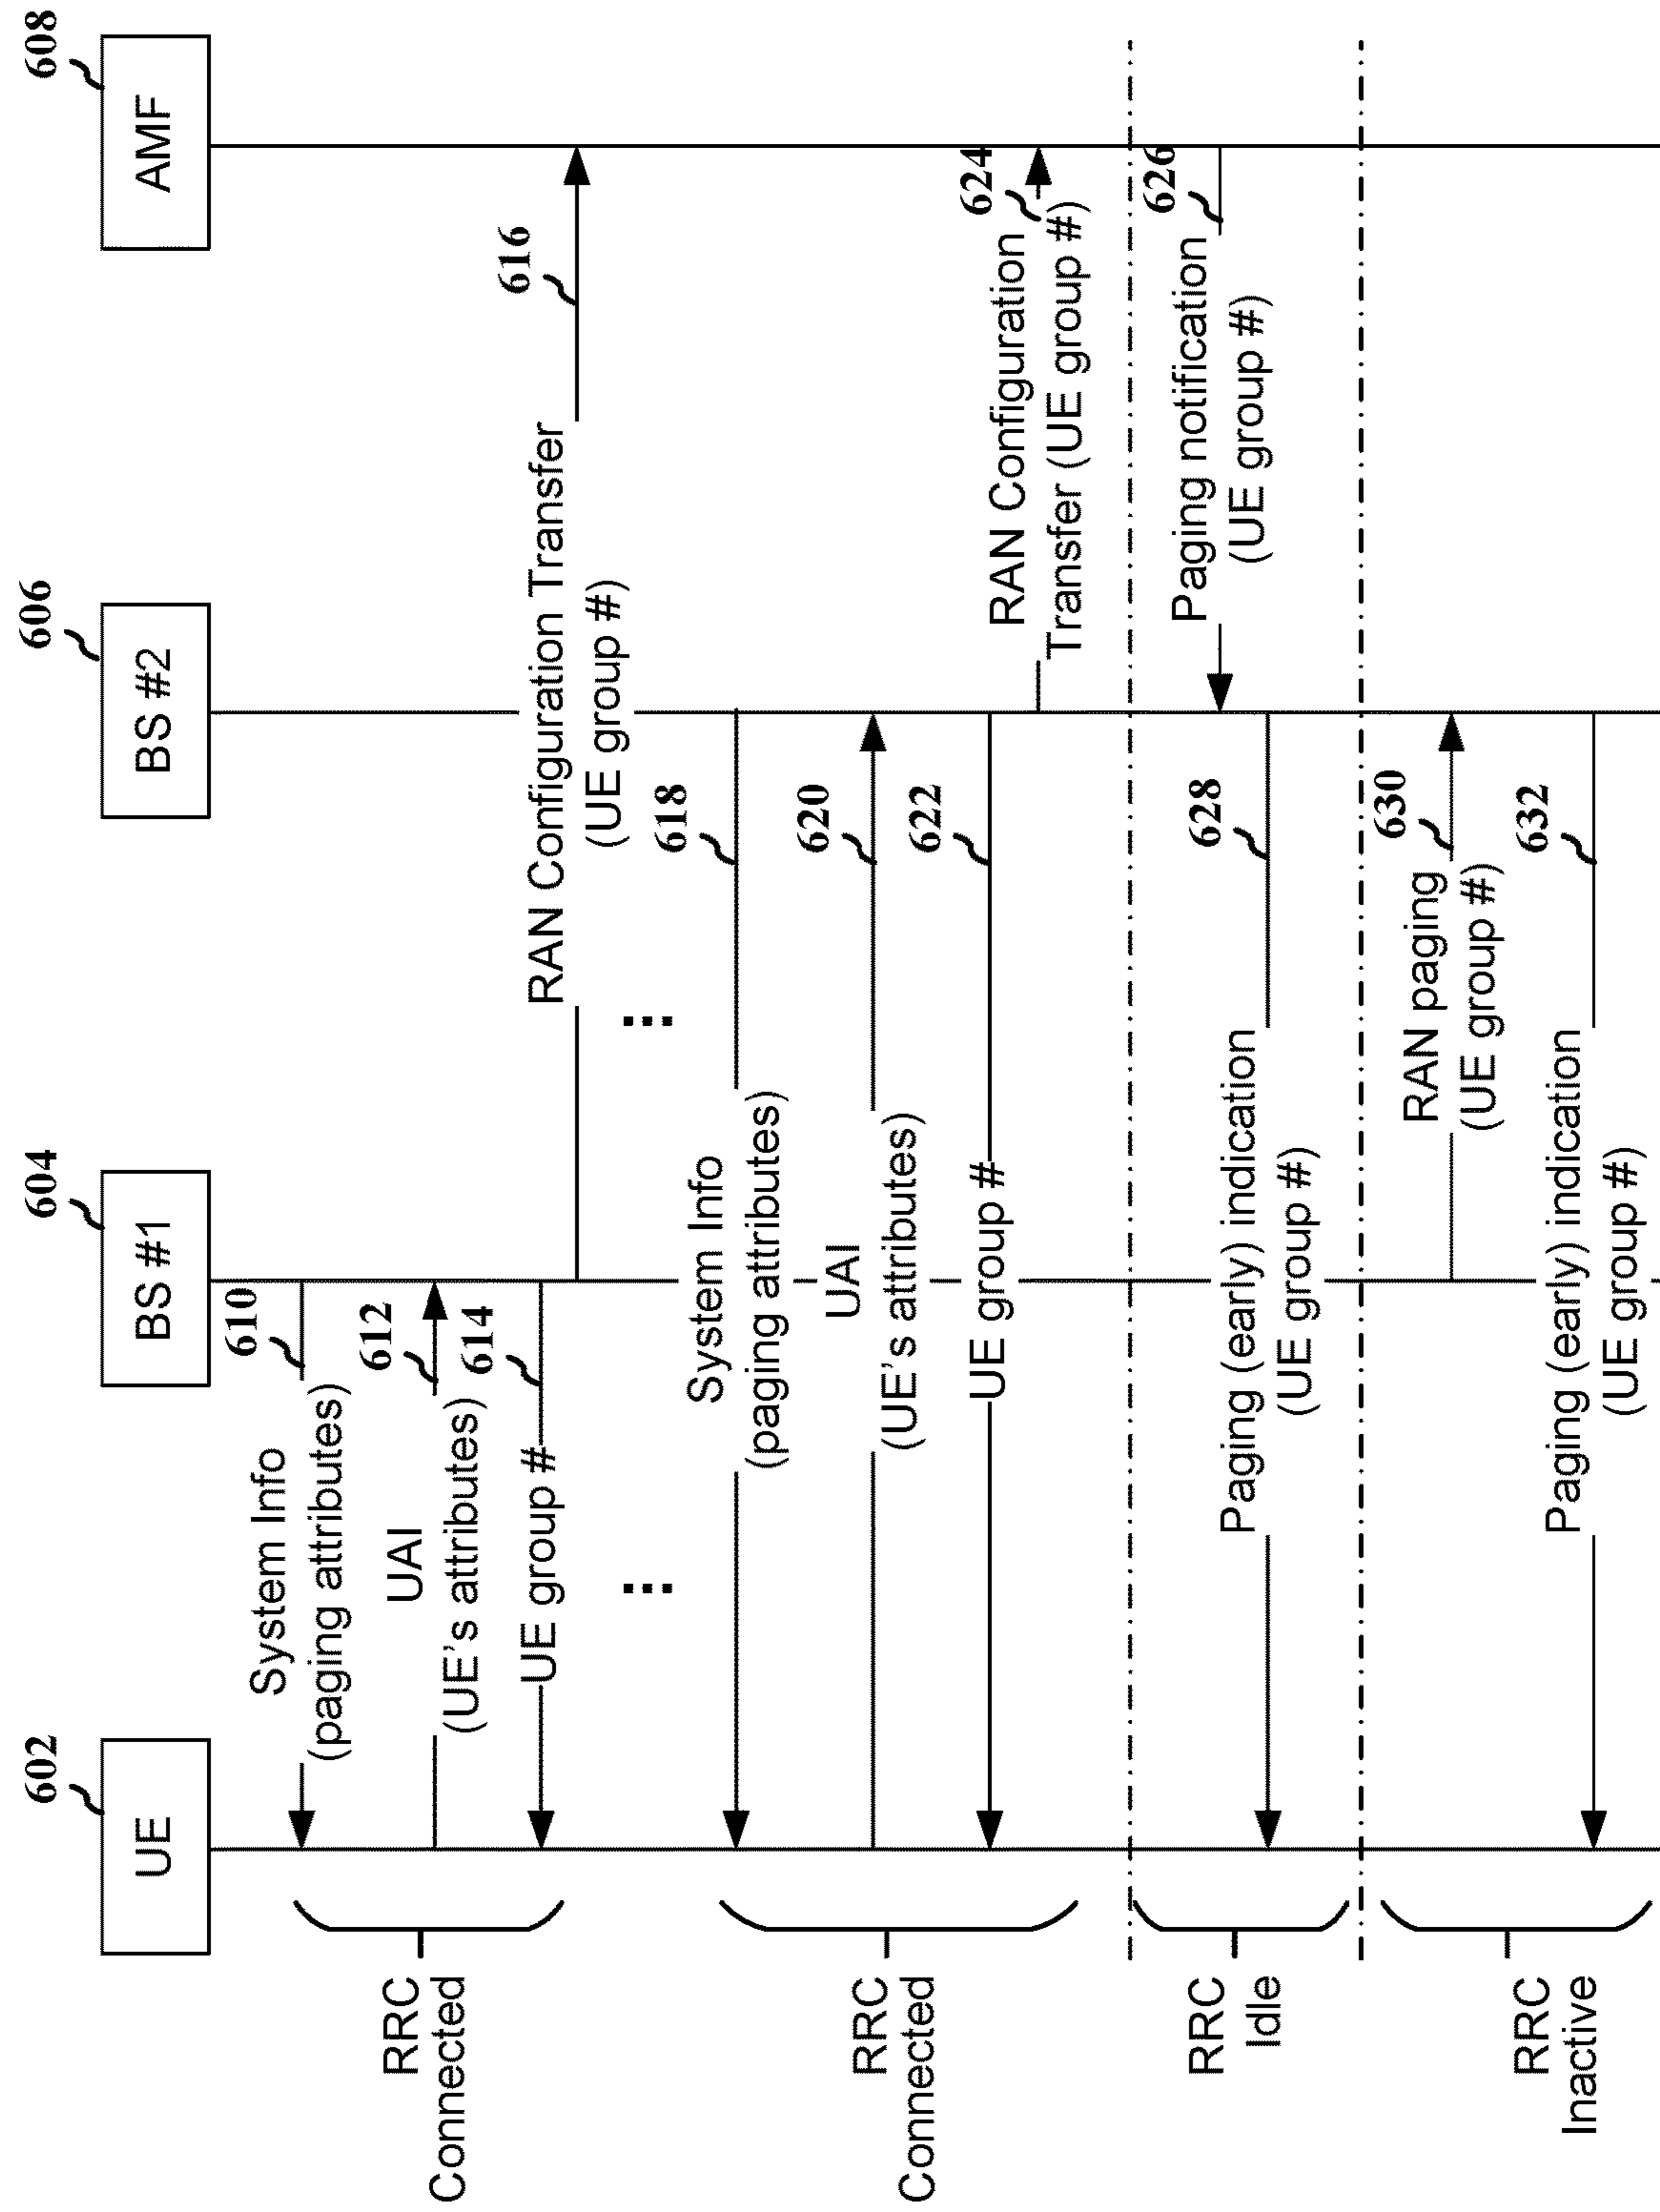 602
UE
604
BS #1
606
BS #2
608
AMF
RRC
Connected
610
System Info
(paging attributes)
612
UAI
(UE's attributes)
614
UE group #
616
RAN Configuration Transfer
(UE group #)
...
...
RRC
Connected
618
System Info
(paging attributes)
620
UAI
(UE's attributes)
622
UE group #
624
RAN Configuration
Transfer (UE group #)
RRC
Idle
626
Paging notification
(UE group #)
628
Paging (early) indication
(UE group #)
RRC
Inactive
630
RAN paging
(UE group #)
632
Paging (early) indication
(UE group #)